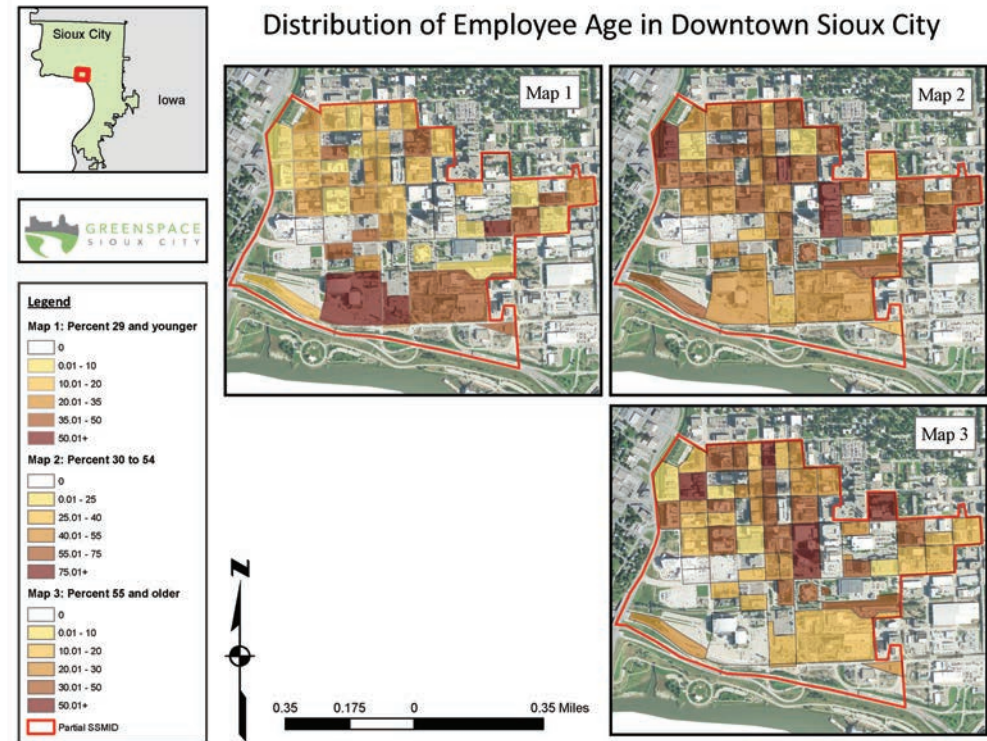 Distribution of Employee Age in Downtown Sioux City
Sioux City
Iowa
GREENSPACE
SIOUX CITY
Map 1
Map 2
Map 3
Legend
Map 1: Percent 29 and younger
0
0.01 - 10
10.01 - 20
20.01 - 35
35.01 - 50
50.01+
Map 2: Percent 30 to 54
0
0.01 - 25
25.01 - 40
40.01 - 55
55.01 - 75
75.01+
Map 3: Percent 55 and older
0
0.01 - 10
10.01 - 20
20.01 - 30
30.01 - 50
50.01+
Partial SSMID
N
0.35 0.175 0 0.35 Miles